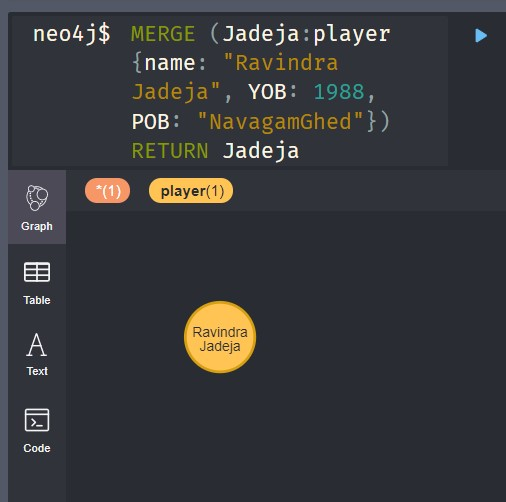 neo4j$ MERGE (Jadeja:player
{name: "Ravindra
Jadeja", YOB: 1988,
POB: "NavagamGhed"})
RETURN Jadeja
*(1) player(1)
Graph
Table
Text
Code
Ravindra
Jadeja